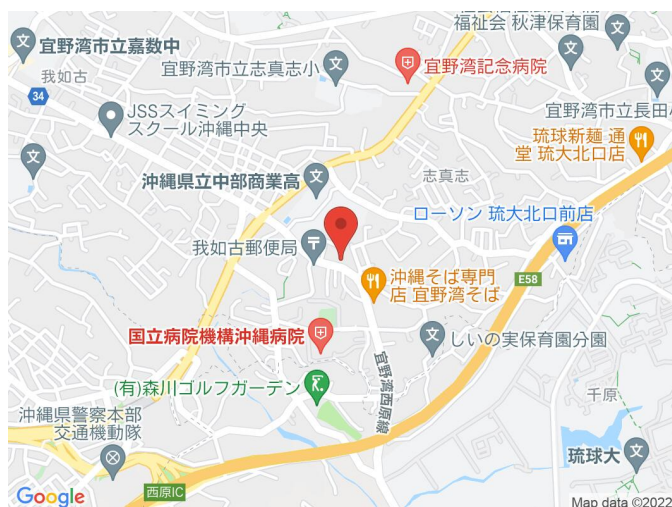 福祉会 秋津保育園
宜野湾市立嘉数中
我如古
宜野湾市立志真志小
宜野湾記念病院
34
JSSスイミング
スクール沖縄中央
宜野湾市立長田小
琉球新麺 通
堂 琉大北口店
沖縄県立中部商業高
志真志
ローソン 琉大北口前店
我如古郵便局
沖縄そば専門
店 宜野湾そば
E58
国立病院機構沖縄病院
しいの実保育園分園
宜野湾西原線
(有)森川ゴルフガーデン
千原
沖縄県警察本部
交通機動隊
琉球大
西原IC
Google
Map data ©2022